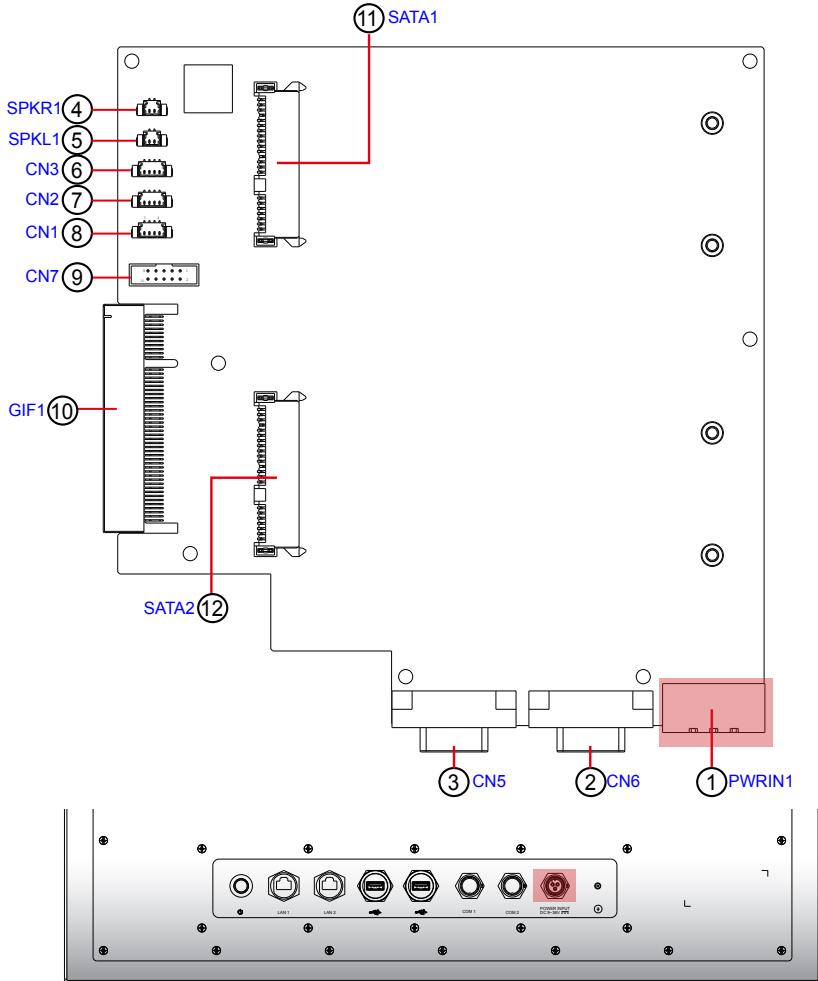 11 SATA1
SPKR1 4
SPKL1 5
CN3 6
CN2 7
CN1 8
CN7 9
GIF1 10
SATA2 12
3 CN5
2 CN6
1 PWRIN1
LAN 1
LAN 2
COM 1
COM 2
POWER INPUT
DC 9~36V